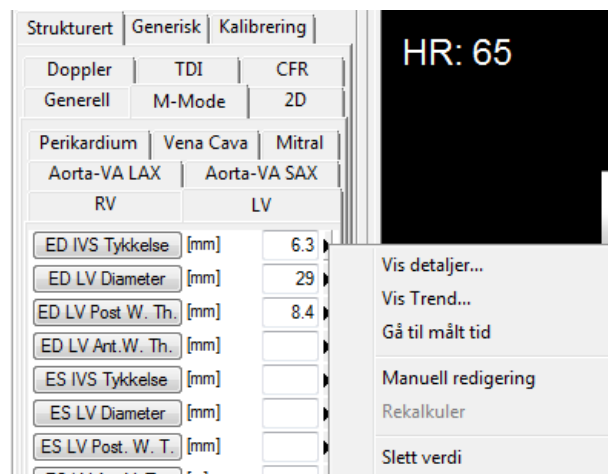 Strukturert Generisk Kalibrering
HR: 65
Doppler TDI CFR
Generell M-Mode 2D
Perikardium Vena Cava Mitral
Aorta-VA LAX Aorta-VA SAX
RV LV
ED IVS Tykkelse [mm] 6.3
ED LV Diameter [mm] 29
ED LV Post W. Th. [mm] 8.4
ED LV Ant.W. Th. [mm]
ES IVS Tykkelse [mm]
ES LV Diameter [mm]
ES LV Post. W. T. [mm]
Vis detaljer...
Vis Trend...
Gå til målt tid
Manuell redigering
Rekalkuler
Slett verdi